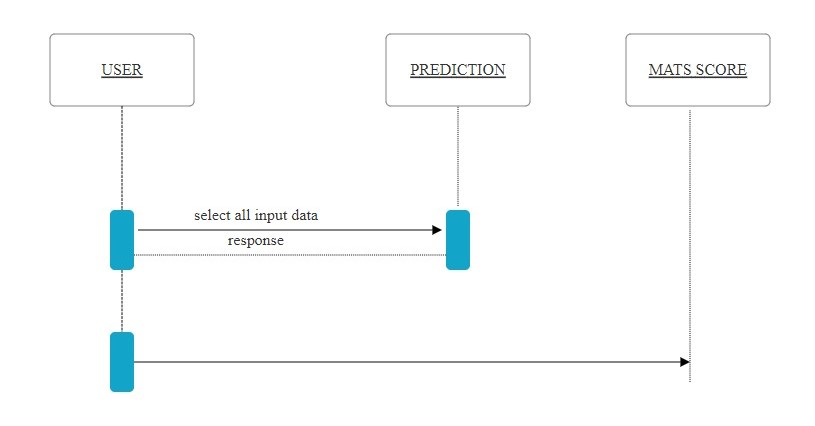 USER
PREDICTION
MATS SCORE
select all input data
response